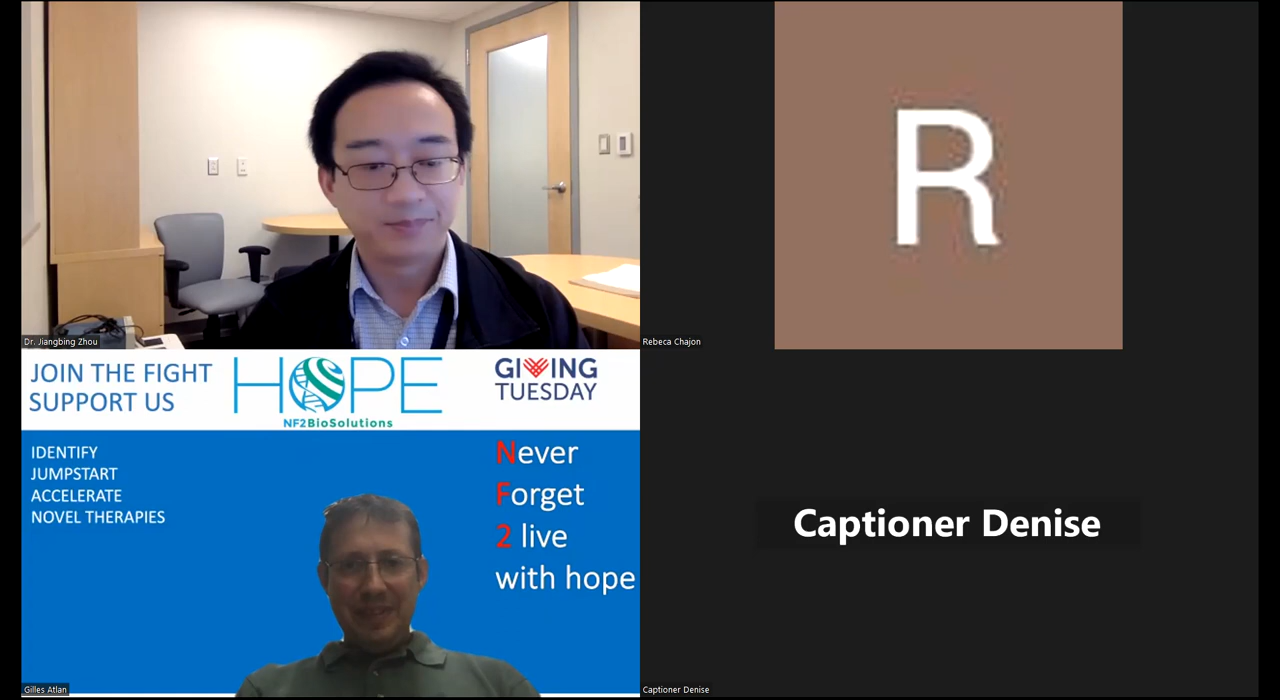 Dr. Jiangbing Zhou
R
Rebeca Chajon
JOIN THE FIGHT
SUPPORT US
HOPE
NF2BioSolutions
GIVING
TUESDAY
IDENTIFY
JUMPSTART
ACCELERATE
NOVEL THERAPIES
Never
Forget
2 live
with hope
Gilles Atlan
Captioner Denise
Captioner Denise